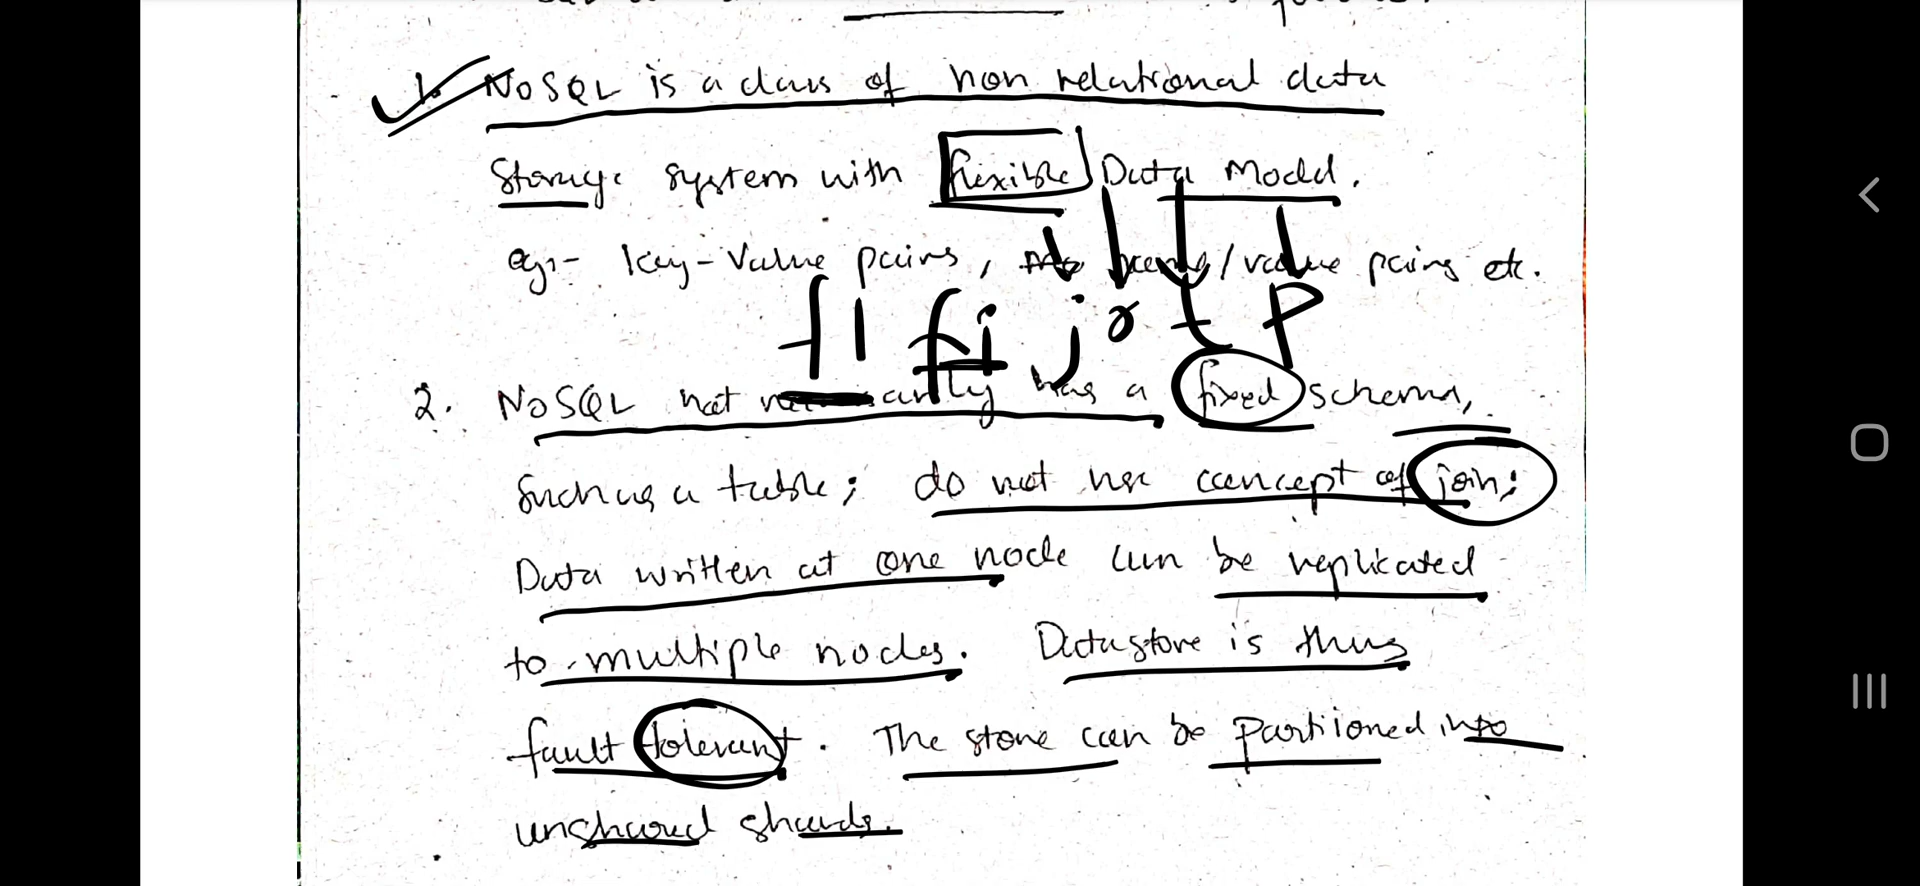 1. NoSQL is a class of non relational data
Storage system with flexible Data Model.
eg:- key-value pairs, /value pairs etc.
fl fi j r t P
2. NoSQL not has a fixed schema,
Such as a table; do not use concept of join;
Data written at one node can be replicated
to multiple nodes. Datastore is thus
fault tolerant. The store can be partioned into
unshared shards.